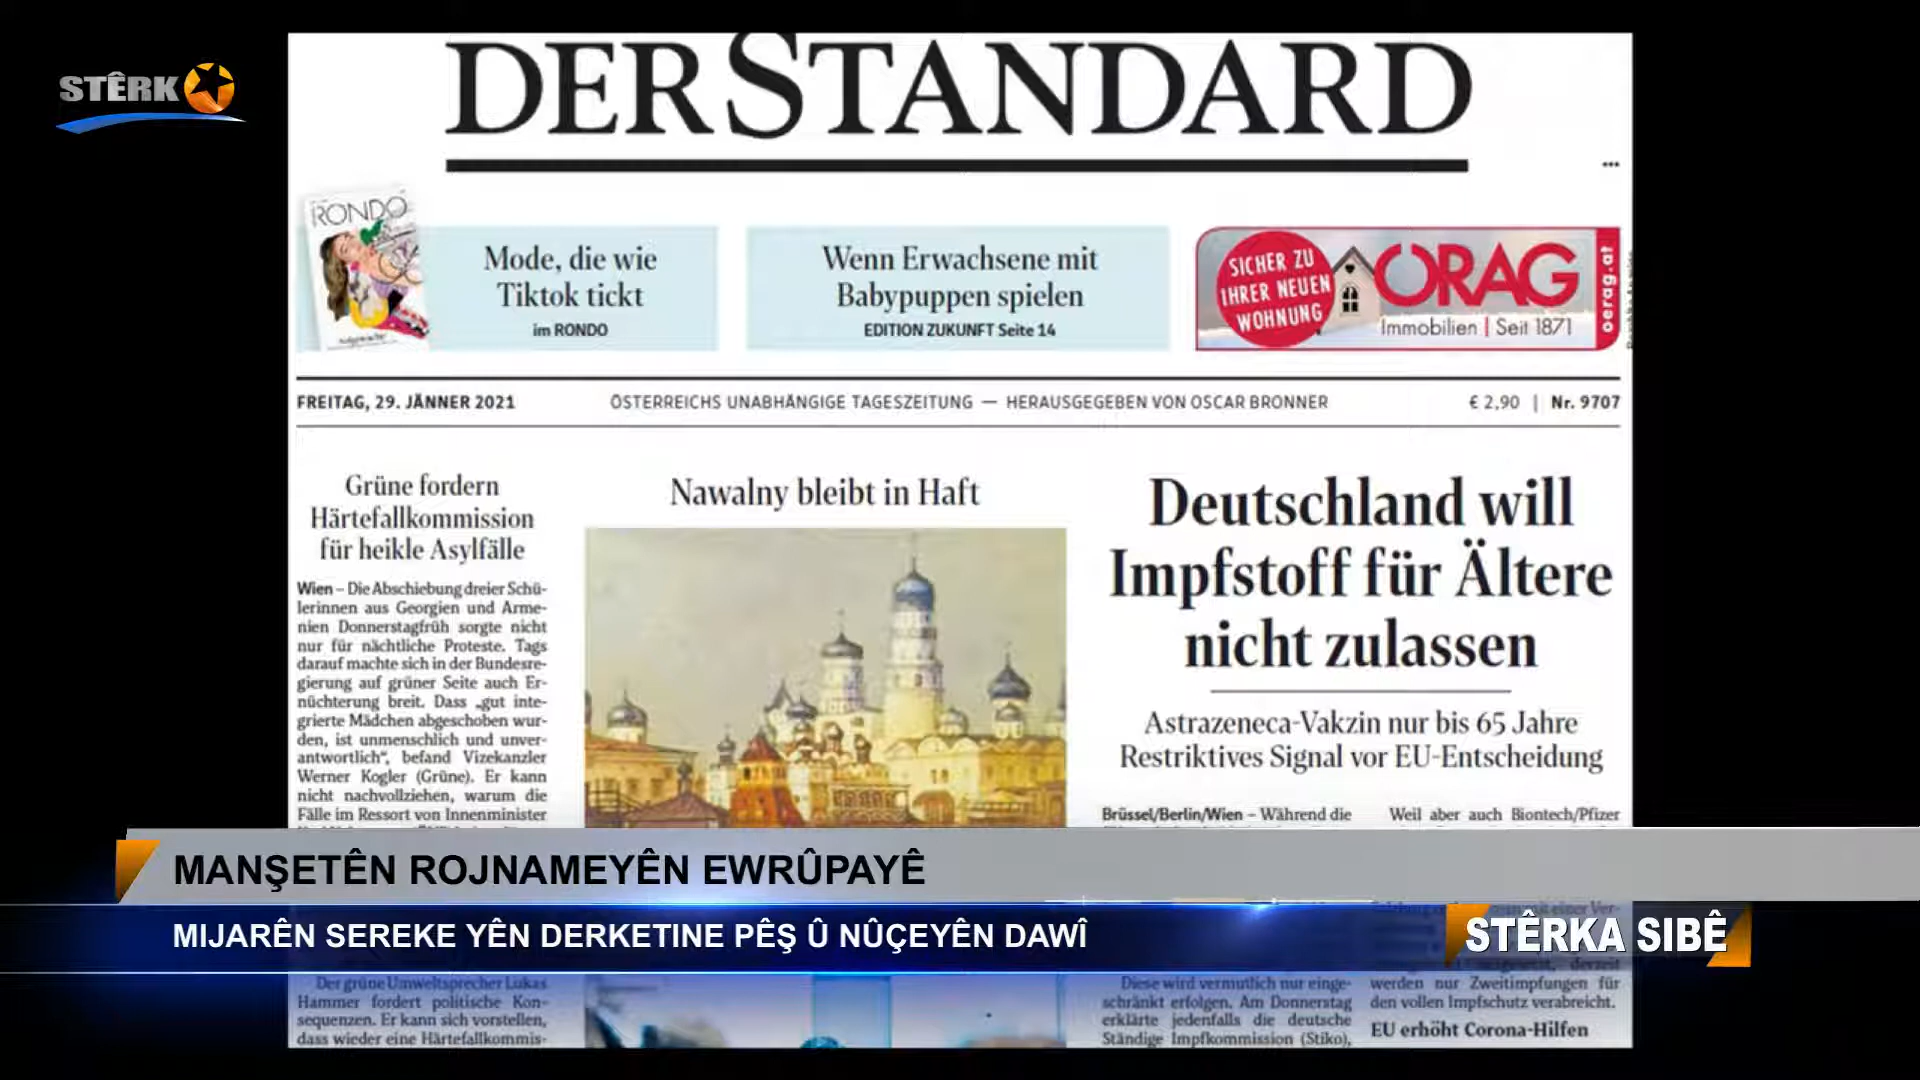 STÊRK
DERSTANDARD
RONDO
Mode, die wie
Tiktok tickt
im RONDO
Wenn Erwachsene mit
Babypuppen spielen
EDITION ZUKUNFT Seite 14
SICHER ZU
IHRER NEUEN
WOHNUNG
ÖRAG
Immobilien | Seit 1871
oerag.at
FREITAG, 29. JÄNNER 2021
ÖSTERREICHS UNABHÄNGIGE TAGESZEITUNG — HERAUSGEGEBEN VON OSCAR BRONNER
€ 2,90 | Nr. 9707
Grüne fordern
Härtefallkommission
für heikle Asylfälle
Wien – Die Abschiebung dreier Schü-
lerinnen aus Georgien und Arme-
nien Donnerstagfrüh sorgte nicht
nur für nächtliche Proteste. Tags
darauf machte sich in der Bundesre-
gierung auf grüner Seite auch Er-
nüchterung breit. Dass „gut inte-
grierte Mädchen abgeschoben wur-
den, ist unmenschlich und unver-
antwortlich“, befand Vizekanzler
Werner Kogler (Grüne). Er kann
nicht nachvollziehen, warum die
Fälle im Ressort von Innenminister
Der grüne Umweltsprecher Lukas
Hammer fordert politische Kon-
sequenzen. Er kann sich vorstellen,
dass wieder eine Härtefallkommis-
Nawalny bleibt in Haft
Deutschland will
Impfstoff für Ältere
nicht zulassen
Astrazeneca-Vakzin nur bis 65 Jahre
Restriktives Signal vor EU-Entscheidung
Brüssel/Berlin/Wien – Während die
Diese wird vermutlich nur einge-
schränkt erfolgen. Am Donnerstag
erklärte jedenfalls die deutsche
Ständige Impfkommission (Stiko),
Weil aber auch Biontech/Pfizer
werden nur Zweitimpfungen für
den vollen Impfschutz verabreicht.
EU erhöht Corona-Hilfen
MANŞETÊN ROJNAMEYÊN EWRÛPAYÊ
MIJARÊN SEREKE YÊN DERKETINE PÊŞ Û NÛÇEYÊN DAWÎ
STÊRKA SIBÊ